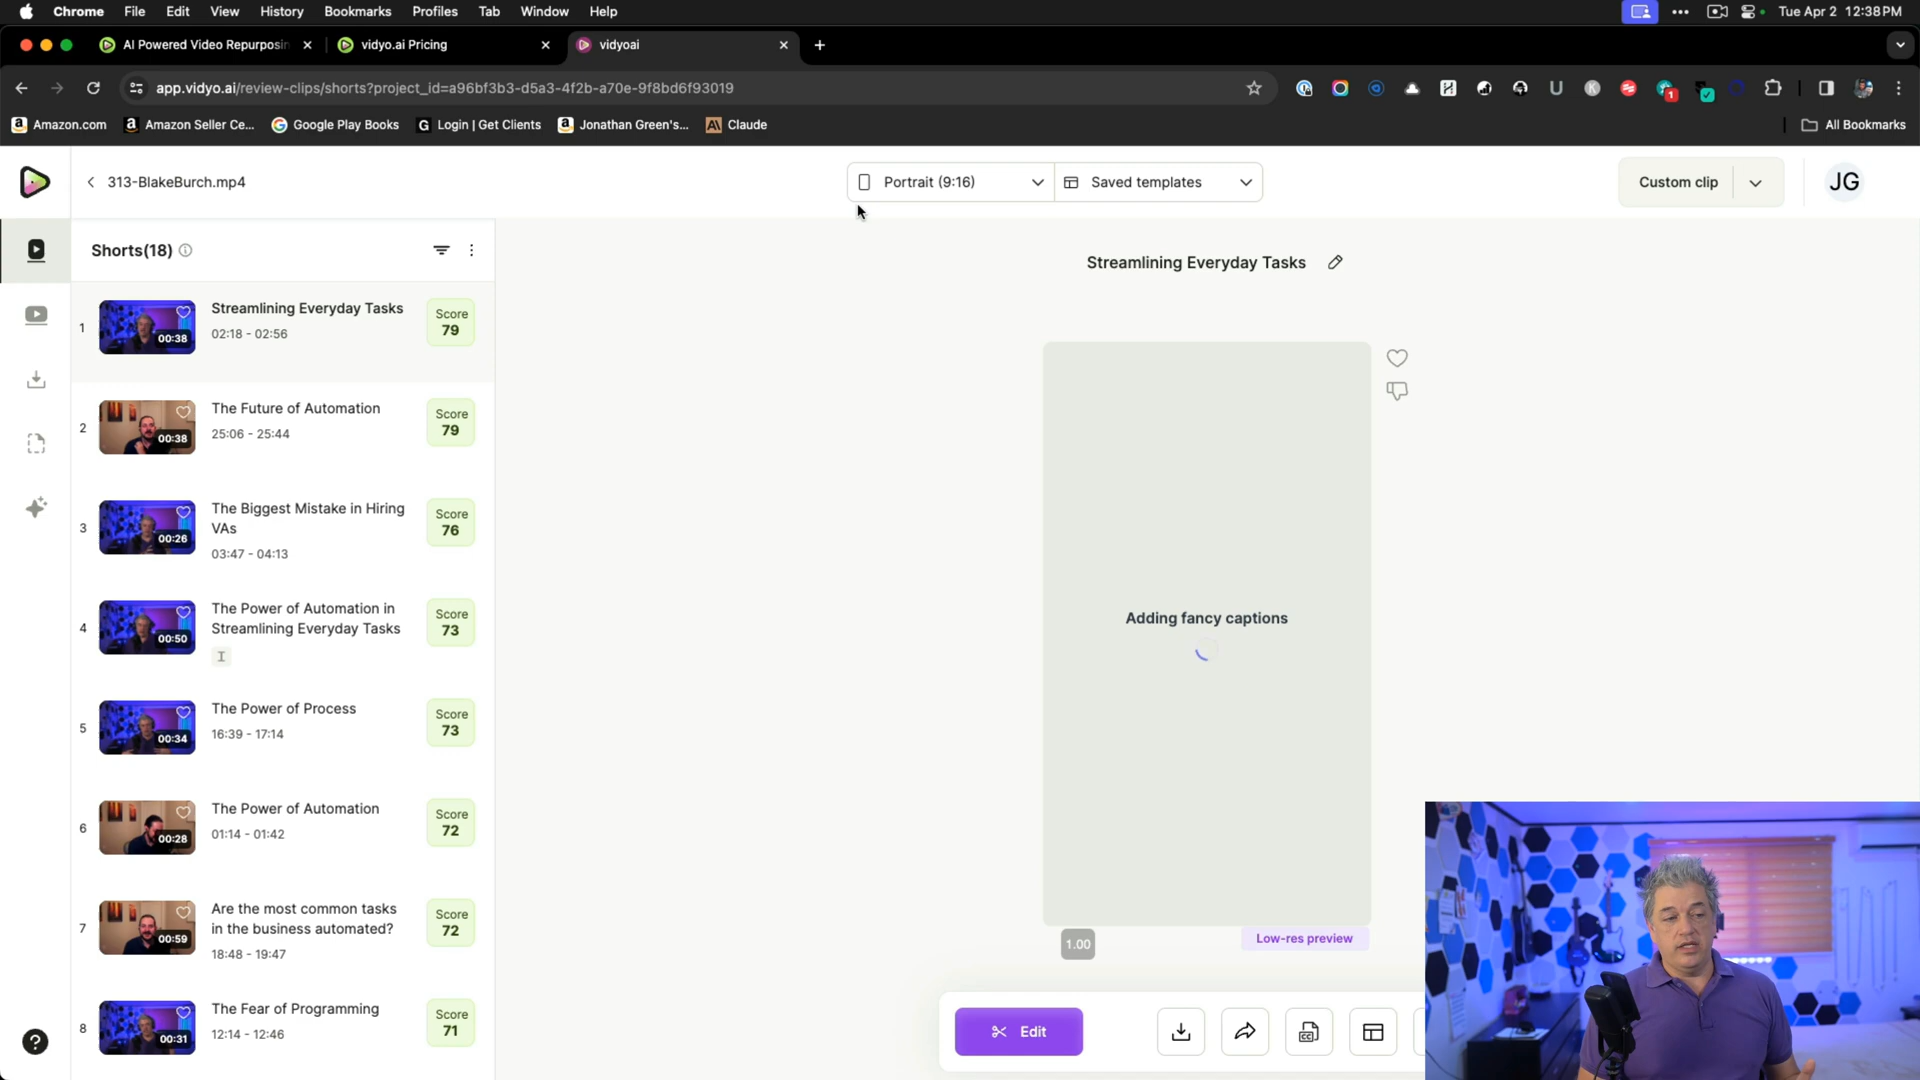 Chrome File Edit View History Bookmarks Profiles Tab Window Help Tue Apr 2 12:38 PM
AI Powered Video Repurposin vidyo.ai Pricing vidyoai
app.vidyo.ai/review-clips/shorts?project_id=a96bf3b3-d5a3-4f2b-a70e-9f8bd6f93019
Amazon.com Amazon Seller Ce... Google Play Books Login | Get Clients Jonathan Green's... Claude All Bookmarks
313-BlakeBurch.mp4 Portrait (9:16) Saved templates Custom clip JG
Shorts(18)
Streamlining Everyday Tasks
1 00:38 Streamlining Everyday Tasks
02:18 - 02:56
Score
79
2 00:38 The Future of Automation
25:06 - 25:44
Score
79
3 00:26 The Biggest Mistake in Hiring
VAs
03:47 - 04:13
Score
76
4 00:50 The Power of Automation in
Streamlining Everyday Tasks
Score
73
5 00:34 The Power of Process
16:39 - 17:14
Score
73
6 00:28 The Power of Automation
01:14 - 01:42
Score
72
7 00:59 Are the most common tasks
in the business automated?
18:48 - 19:47
Score
72
8 00:31 The Fear of Programming
12:14 - 12:46
Score
71
Adding fancy captions
1.00
Low-res preview
Edit
CC